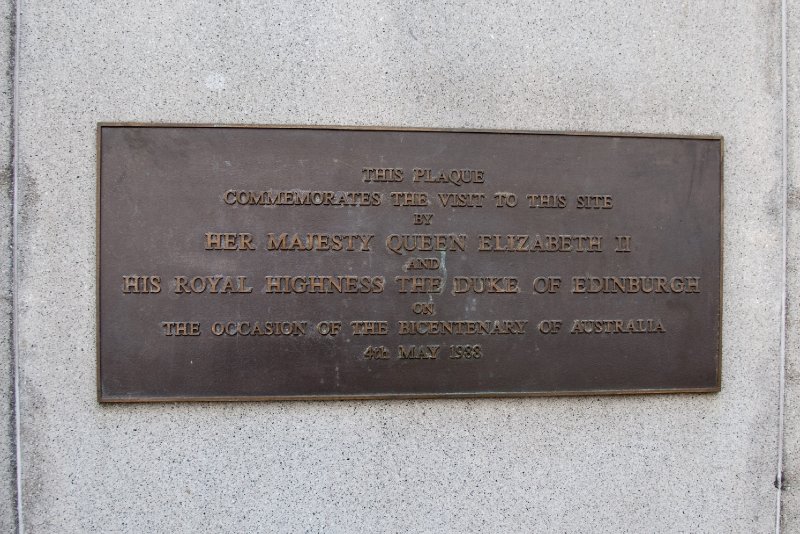 THIS PLAQUE
COMMEMORATES THE VISIT TO THIS SITE
BY
HER MAJESTY QUEEN ELIZABETH II
AND
HIS ROYAL HIGHNESS THE DUKE OF EDINBURGH
ON
THE OCCASION OF THE BICENTENARY OF AUSTRALIA
4th MAY 1988